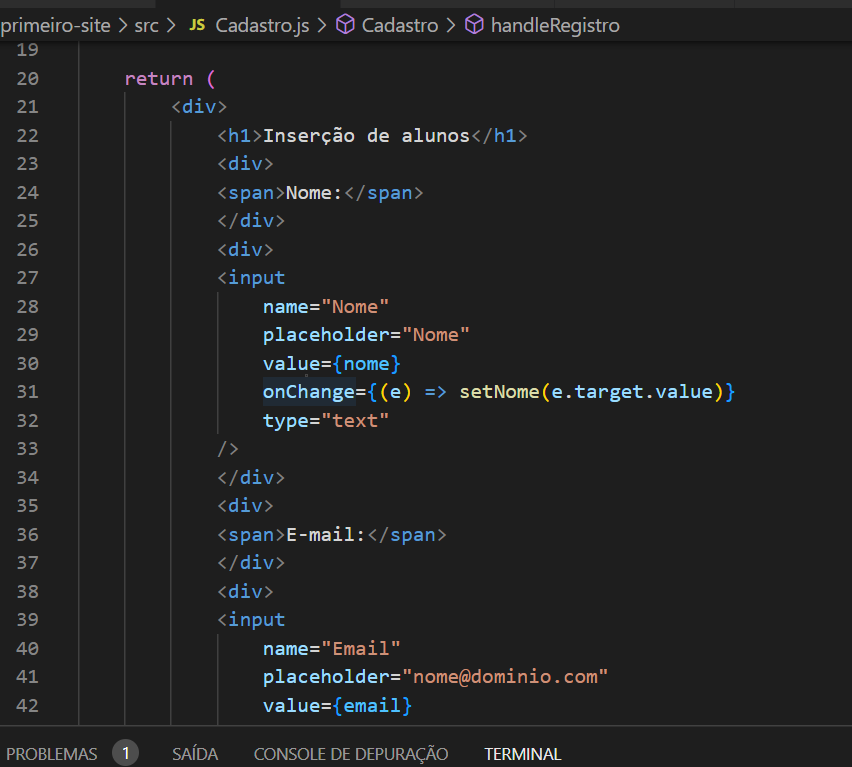 primeiro-site > src > JS Cadastro.js > Cadastro > handleRegistro
19
20 return (
21 <div>
22 <h1>Inserção de alunos</h1>
23 <div>
24 <span>Nome:</span>
25 </div>
26 <div>
27 <input
28 name="Nome"
29 placeholder="Nome"
30 value={nome}
31 onChange={(e) => setNome(e.target.value)}
32 type="text"
33 />
34 </div>
35 <div>
36 <span>E-mail:</span>
37 </div>
38 <div>
39 <input
40 name="Email"
41 placeholder="nome@dominio.com"
42 value={email}
PROBLEMAS 1 SAÍDA CONSOLE DE DEPURAÇÃO TERMINAL